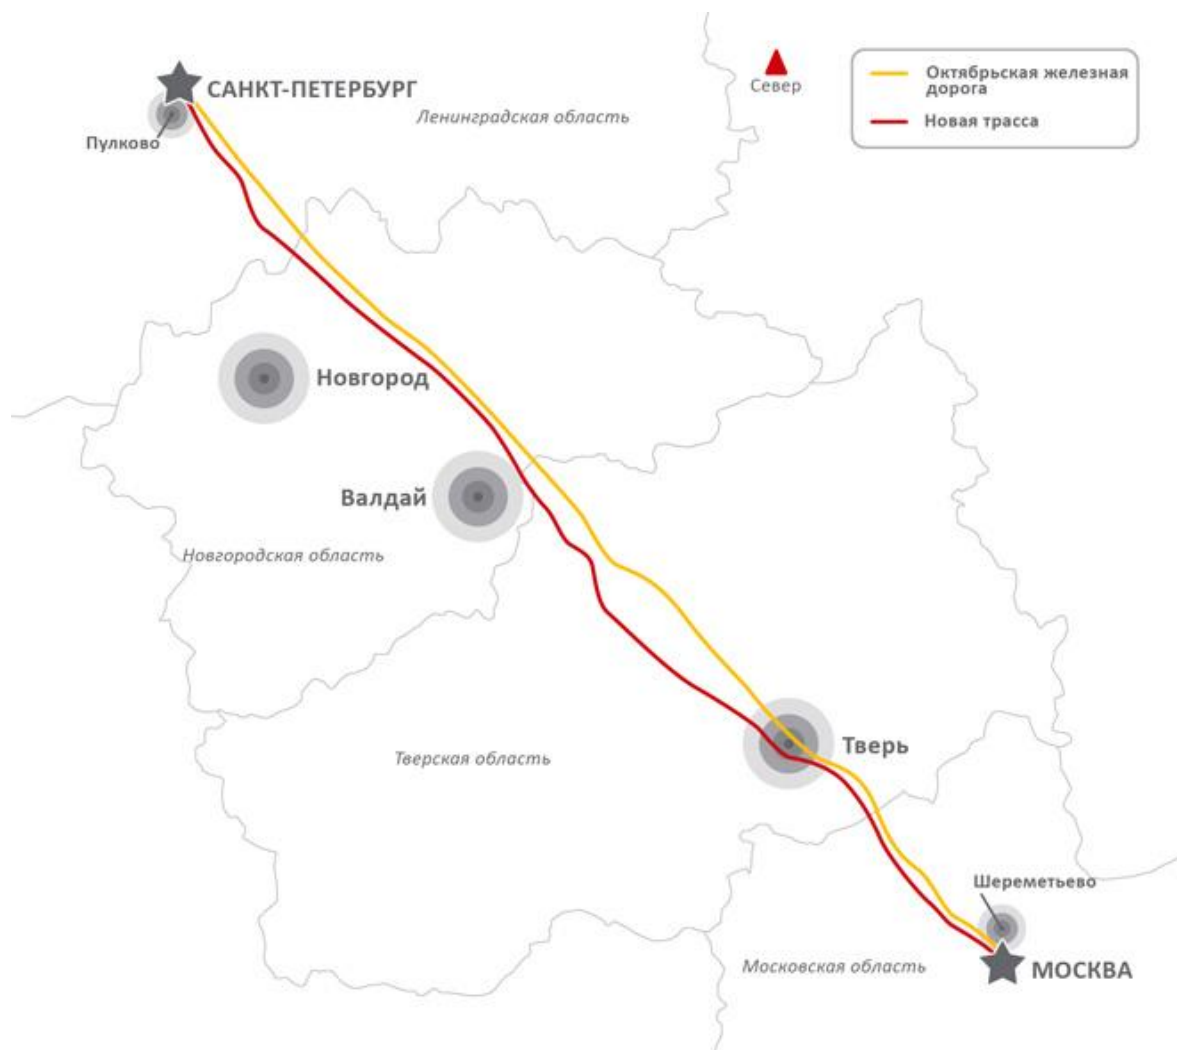 САНКТ-ПЕТЕРБУРГ
Пулково
Ленинградская область
Север
Октябрьская железная
дорога
Новая трасса
Новгород
Валдай
Новгородская область
Тверь
Тверская область
Шереметьево
Московская область
МОСКВА